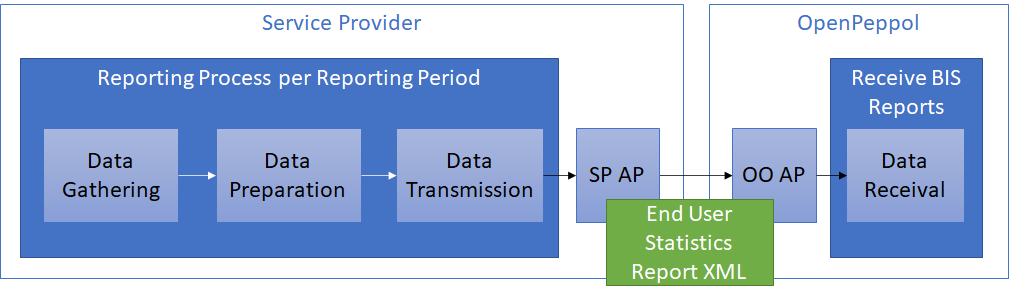 Service Provider
OpenPeppol
Reporting Process per Reporting Period
Receive BIS
Reports
Data
Gathering
Data
Preparation
Data
Transmission
SP AP
OO AP
Data
Receival
End User
Statistics
Report XML